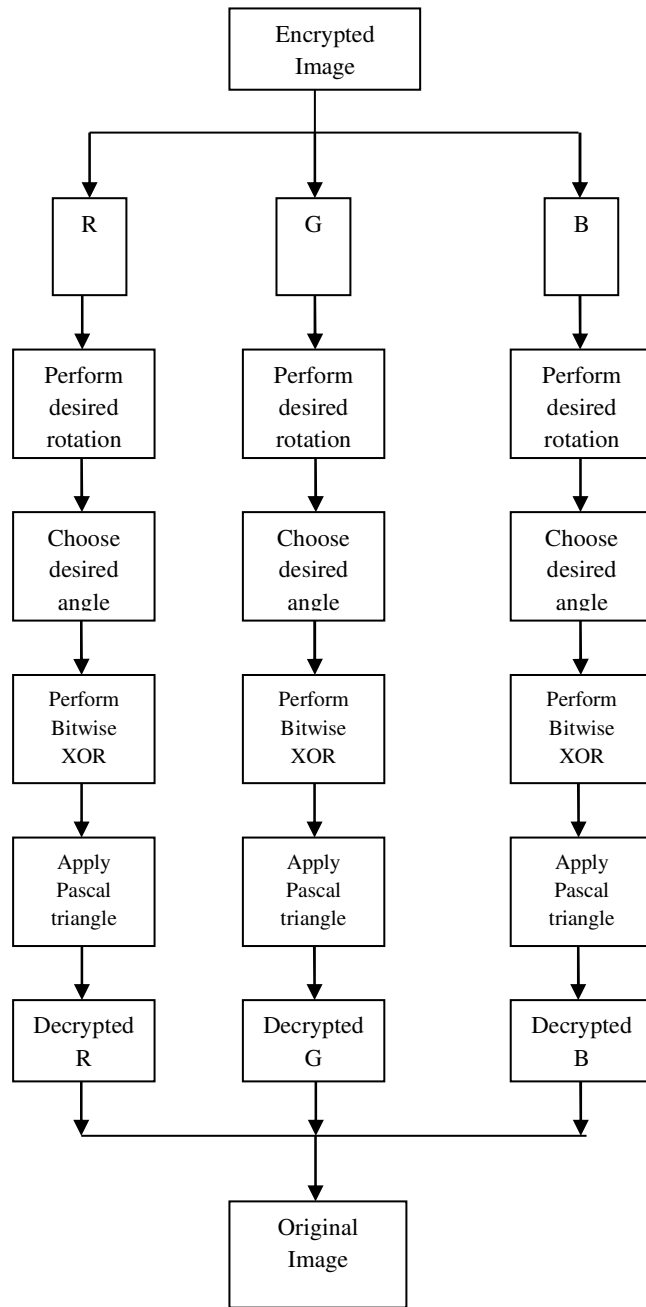 Encrypted
Image
R
G
B
Perform
desired
rotation
Perform
desired
rotation
Perform
desired
rotation
Choose
desired
angle
Choose
desired
angle
Choose
desired
angle
Perform
Bitwise
XOR
Perform
Bitwise
XOR
Perform
Bitwise
XOR
Apply
Pascal
triangle
Apply
Pascal
triangle
Apply
Pascal
triangle
Decrypted
R
Decrypted
G
Decrypted
B
Original
Image